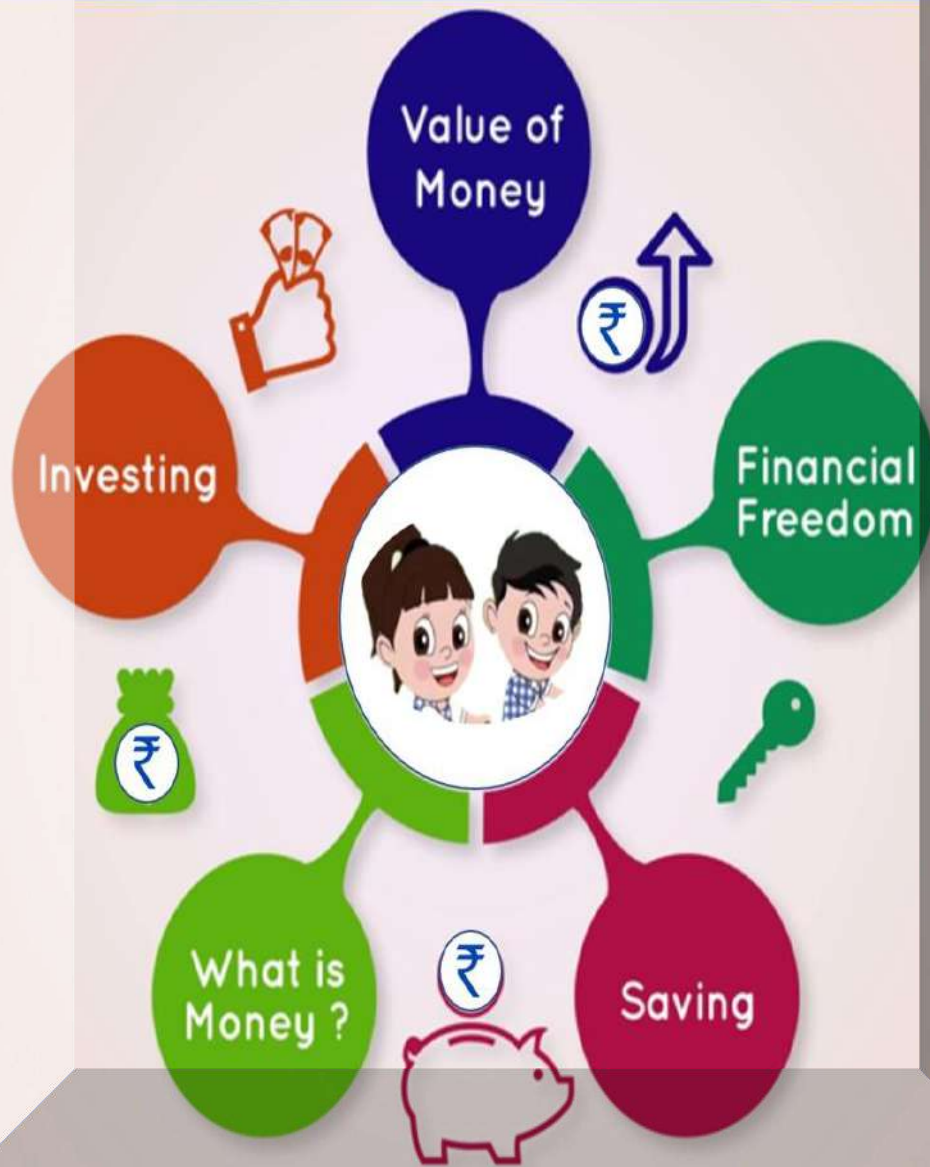 Value of
Money
₹
Investing
Financial
Freedom
₹
What is
Money ?
₹
Saving